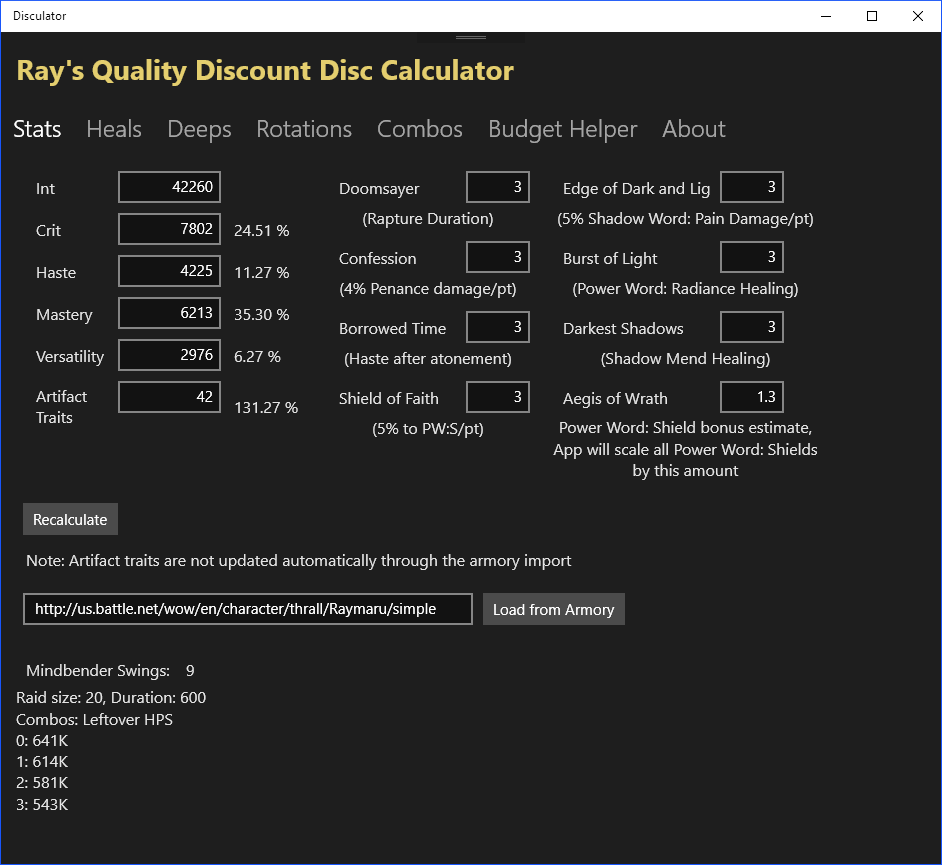 Disculator
Ray's Quality Discount Disc Calculator
Stats Heals Deeps Rotations Combos Budget Helper About
Int 42260
Crit 7802 24.51 %
Haste 4225 11.27 %
Mastery 6213 35.30 %
Versatility 2976 6.27 %
Artifact
Traits 42 131.27 %
Doomsayer 3
(Rapture Duration)
Confession 3
(4% Penance damage/pt)
Borrowed Time 3
(Haste after atonement)
Shield of Faith 3
(5% to PW:S/pt)
Edge of Dark and Lig 3
(5% Shadow Word: Pain Damage/pt)
Burst of Light 3
(Power Word: Radiance Healing)
Darkest Shadows 3
(Shadow Mend Healing)
Aegis of Wrath 1.3
Power Word: Shield bonus estimate,
App will scale all Power Word: Shields
by this amount
Recalculate
Note: Artifact traits are not updated automatically through the armory import
http://us.battle.net/wow/en/character/thrall/Raymaru/simple Load from Armory
Mindbender Swings: 9
Raid size: 20, Duration: 600
Combos: Leftover HPS
0: 641K
1: 614K
2: 581K
3: 543K